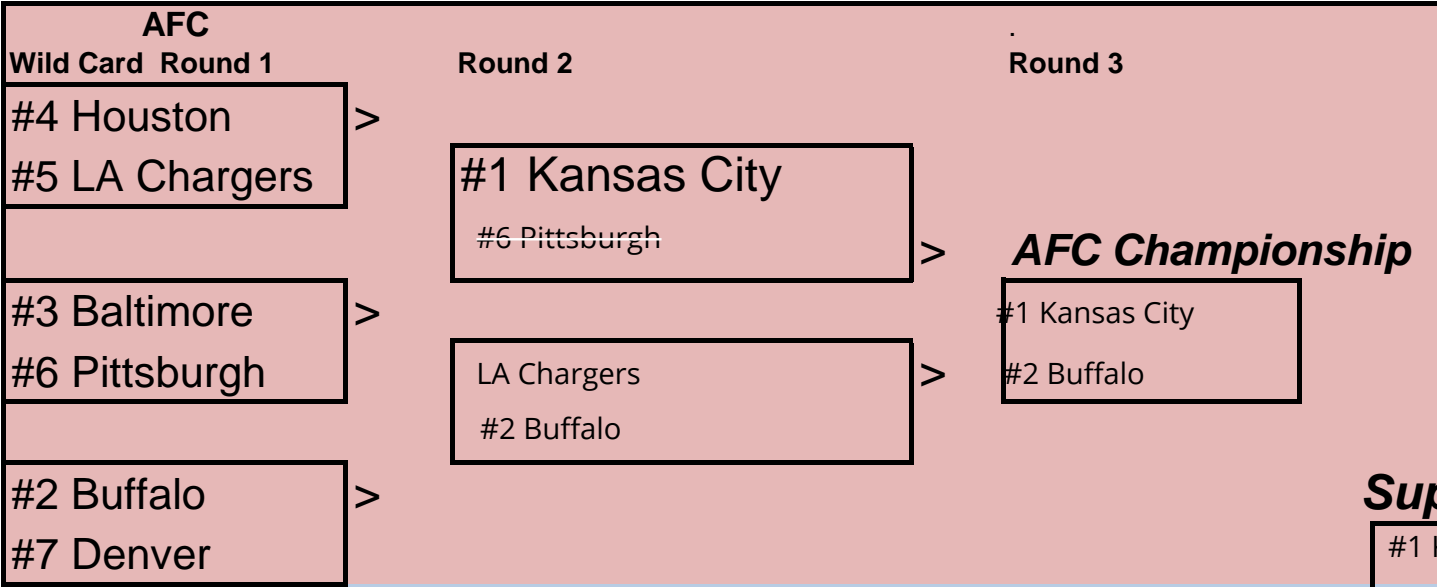 AFC
.
Wild Card Round 1
Round 2
Round 3
#4 Houston >
#5 LA Chargers
#1 Kansas City
#6 Pittsburgh
>
AFC Championship
#3 Baltimore >
#6 Pittsburgh
LA Chargers
#2 Buffalo
>
#1 Kansas City
#2 Buffalo
#2 Buffalo >
#7 Denver
Sup
#1